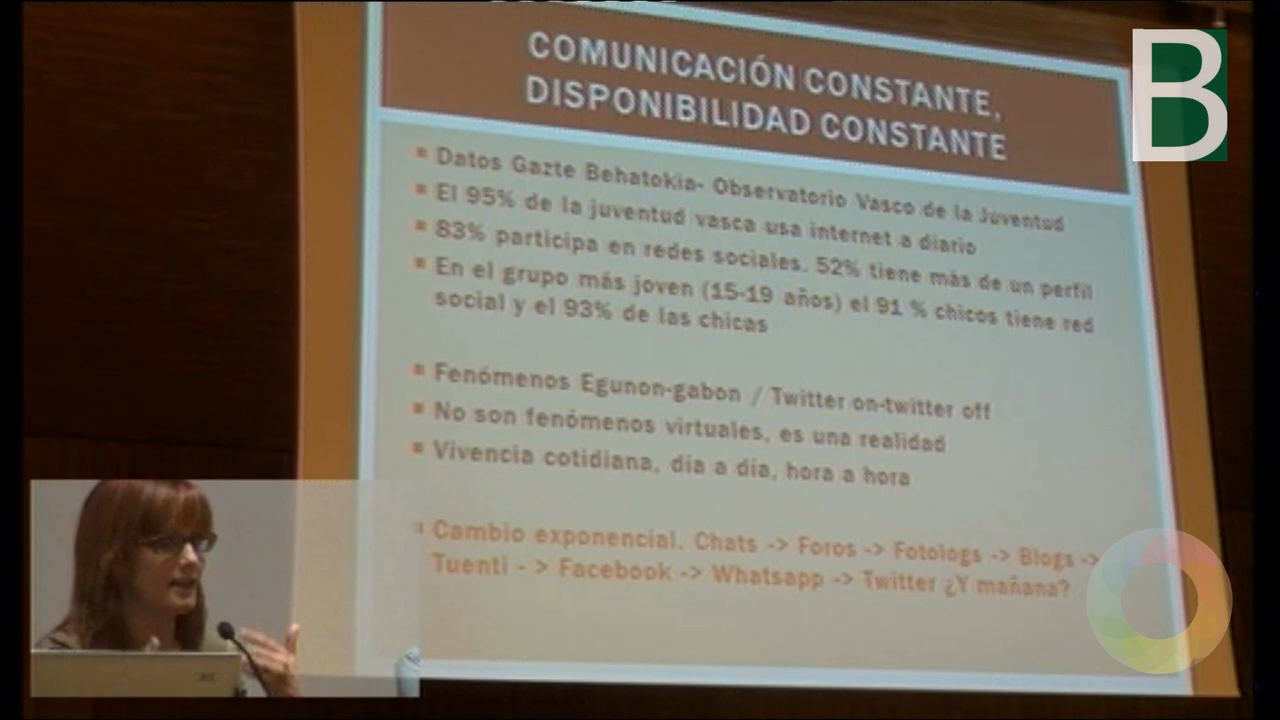 COMUNICACIÓN CONSTANTE,
DISPONIBILIDAD CONSTANTE
B
Datos Gazte Behatokia- Observatorio Vasco de la Juventud
El 95% de la juventud vasca usa internet a diario
83% participa en redes sociales. 52% tiene más de un perfil
En el grupo más joven (15-19 años) el 91 % chicos tiene red
social y el 93% de las chicas
Fenómenos Egunon-gabon / Twitter on-twitter off
No son fenómenos virtuales, es una realidad
Vivencia cotidiana, día a día, hora a hora
Cambio exponencial. Chats -> Foros -> Fotologs -> Blogs ->
Tuenti - > Facebook -> Whatsapp -> Twitter ¿Y mañana?